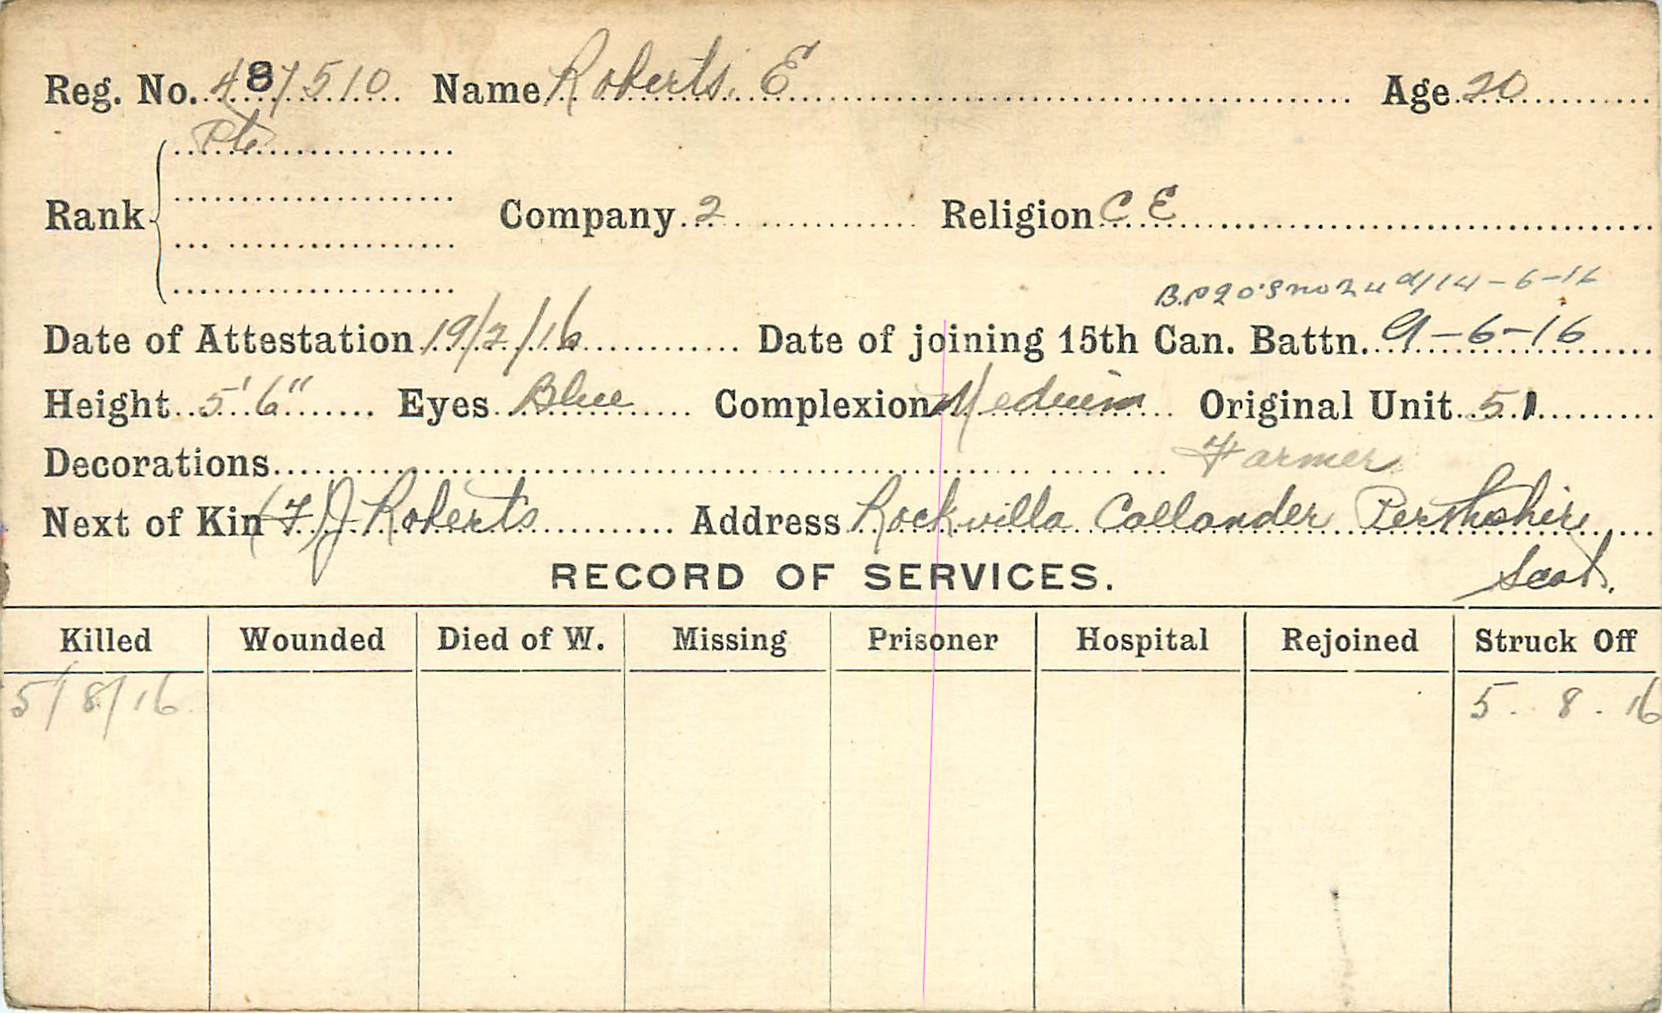 Reg. No. 487510 Name Roberts. E Age 20
Pte
Rank Company 2 Religion C E
14-6-16
Date of Attestation 19/2/16 Date of joining 15th Can. Battn. 9-6-16
Height 5'6" Eyes Blue Complexion Medium Original Unit 51
Decorations Farmer
Next of Kin (F) J Roberts Address Rockvilla Callander Perthshire
Scot.
RECORD OF SERVICES.
Killed Wounded Died of W. Missing Prisoner Hospital Rejoined Struck Off
5/8/16 5. 8. 16